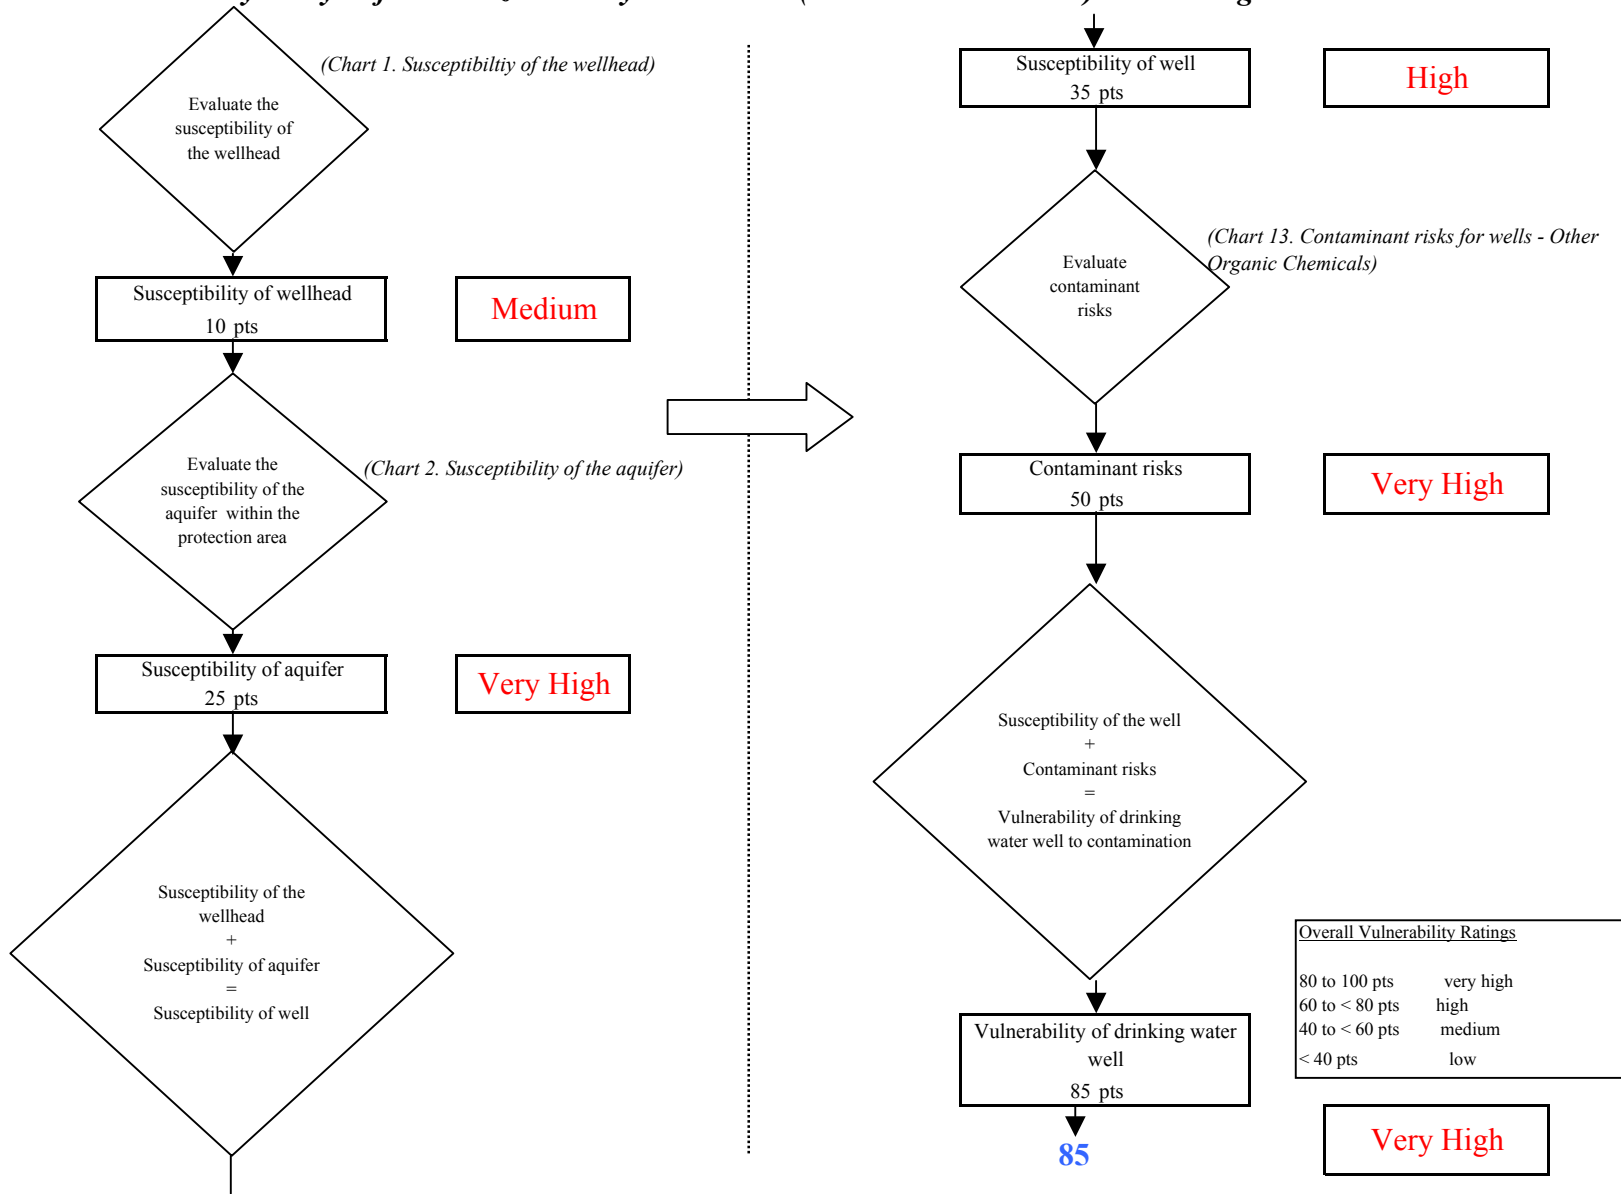 (Chart 1. Susceptibiltiy of the wellhead)
Evaluate the
susceptibility of
the wellhead
Susceptibility of wellhead
10 pts
Medium
Evaluate the
susceptibility of the
aquifer within the
protection area
(Chart 2. Susceptibility of the aquifer)
Susceptibility of aquifer
25 pts
Very High
Susceptibility of the
wellhead
+
Susceptibility of aquifer
=
Susceptibility of well
Susceptibility of well
35 pts
High
(Chart 13. Contaminant risks for wells - Other
Organic Chemicals)
Evaluate
contaminant
risks
Contaminant risks
50 pts
Very High
Susceptibility of the well
+
Contaminant risks
=
Vulnerability of drinking
water well to contamination
Overall Vulnerability Ratings
80 to 100 pts very high
60 to < 80 pts high
40 to < 60 pts medium
< 40 pts low
Vulnerability of drinking water
well
85 pts
85
Very High